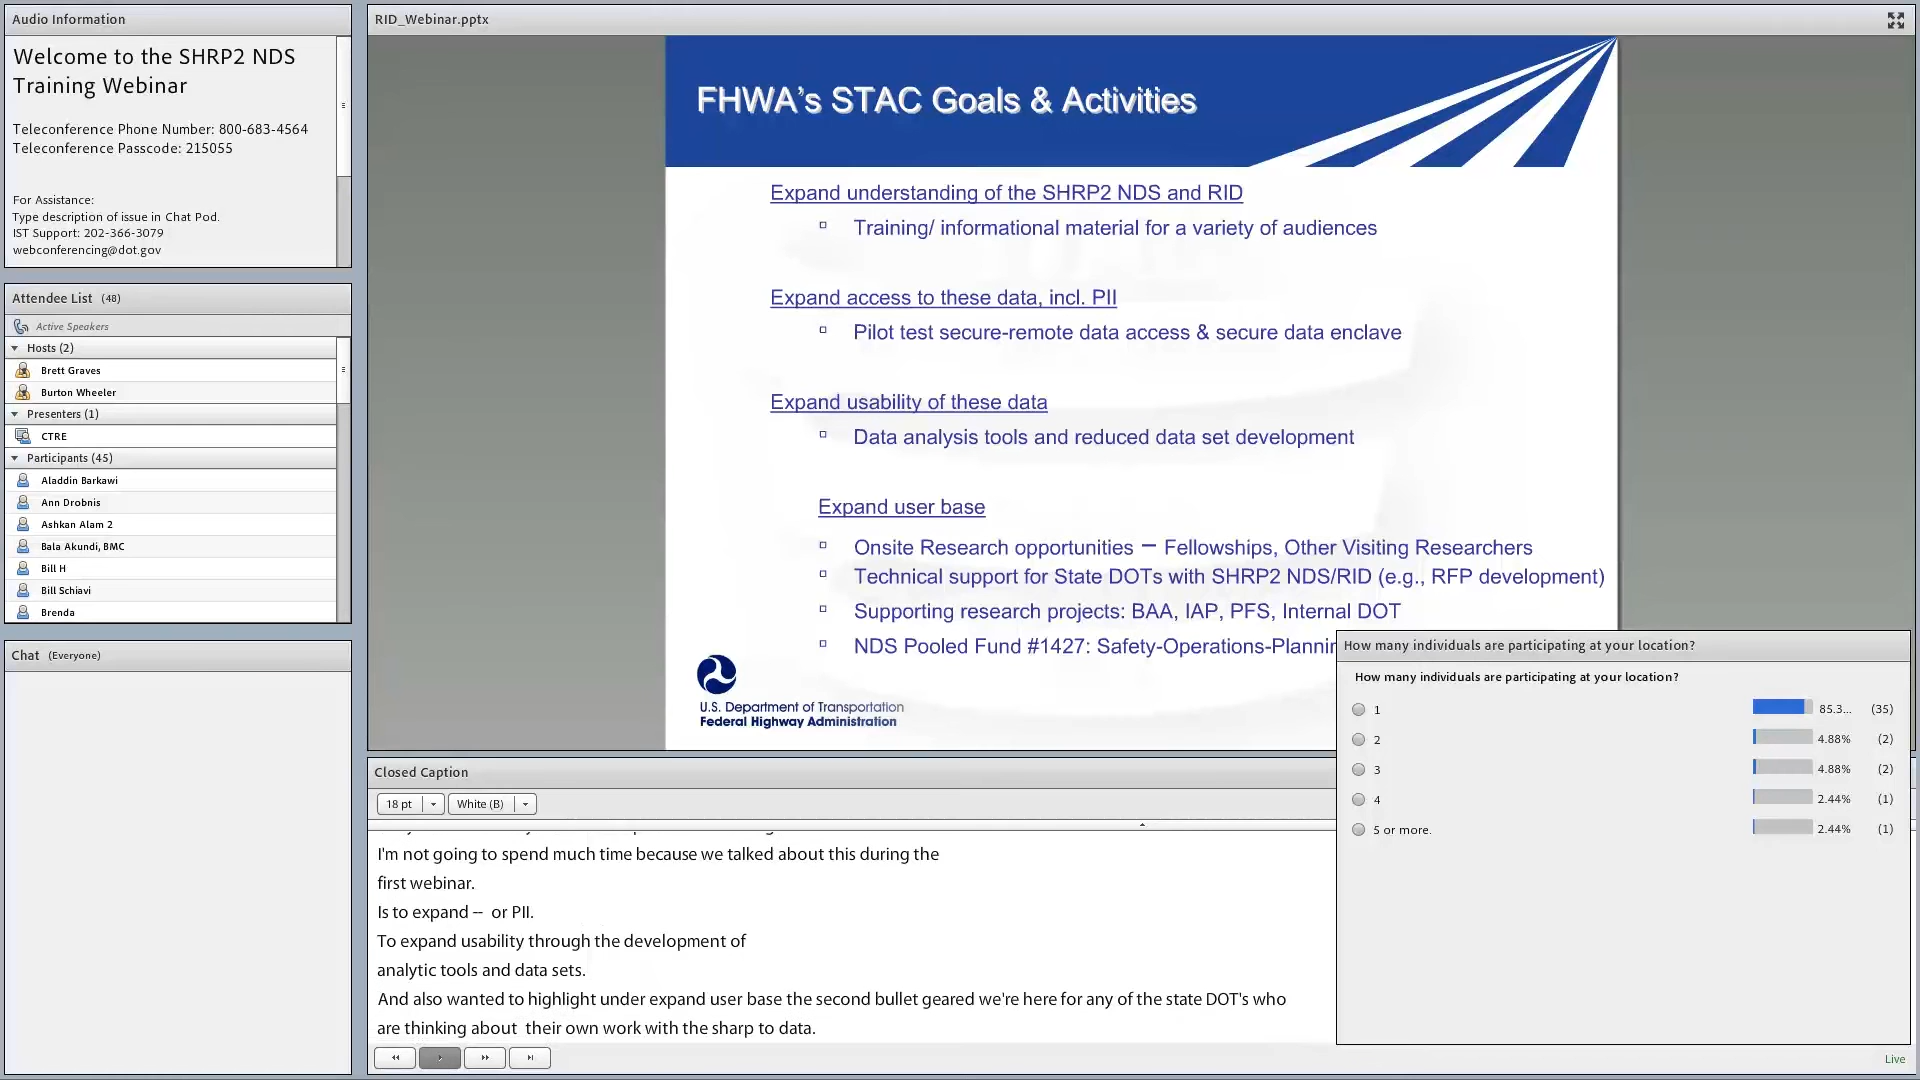 Audio Information
Welcome to the SHRP2 NDS
Training Webinar
Teleconference Phone Number: 800-683-4564
Teleconference Passcode: 215055
For Assistance:
Type description of issue in Chat Pod.
IST Support: 202-366-3079
webconferencing@dot.gov
Attendee List (48)
Active Speakers
Hosts (2)
Brett Graves
Burton Wheeler
Presenters (1)
CTRE
Participants (45)
Aladdin Barkawi
Ann Drobnis
Ashkan Alam 2
Bala Akundi, BMC
Bill H
Bill Schiavi
Brenda
Chat (Everyone)
RID_Webinar.pptx
FHWA's STAC Goals & Activities
Expand understanding of the SHRP2 NDS and RID
Training/ informational material for a variety of audiences
Expand access to these data, incl. PII
Pilot test secure-remote data access & secure data enclave
Expand usability of these data
Data analysis tools and reduced data set development
Expand user base
Onsite Research opportunities – Fellowships, Other Visiting Researchers
Technical support for State DOTs with SHRP2 NDS/RID (e.g., RFP development)
Supporting research projects: BAA, IAP, PFS, Internal DOT
NDS Pooled Fund #1427: Safety-Operations-Plannin
U.S. Department of Transportation
Federal Highway Administration
How many individuals are participating at your location?
How many individuals are participating at your location?
1 85.3... (35)
2 4.88% (2)
3 4.88% (2)
4 2.44% (1)
5 or more. 2.44% (1)
Closed Caption
18 pt White (B)
I'm not going to spend much time because we talked about this during the
first webinar.
Is to expand -- or PII.
To expand usability through the development of
analytic tools and data sets.
And also wanted to highlight under expand user base the second bullet geared we're here for any of the state DOT's who
are thinking about their own work with the sharp to data.
Live